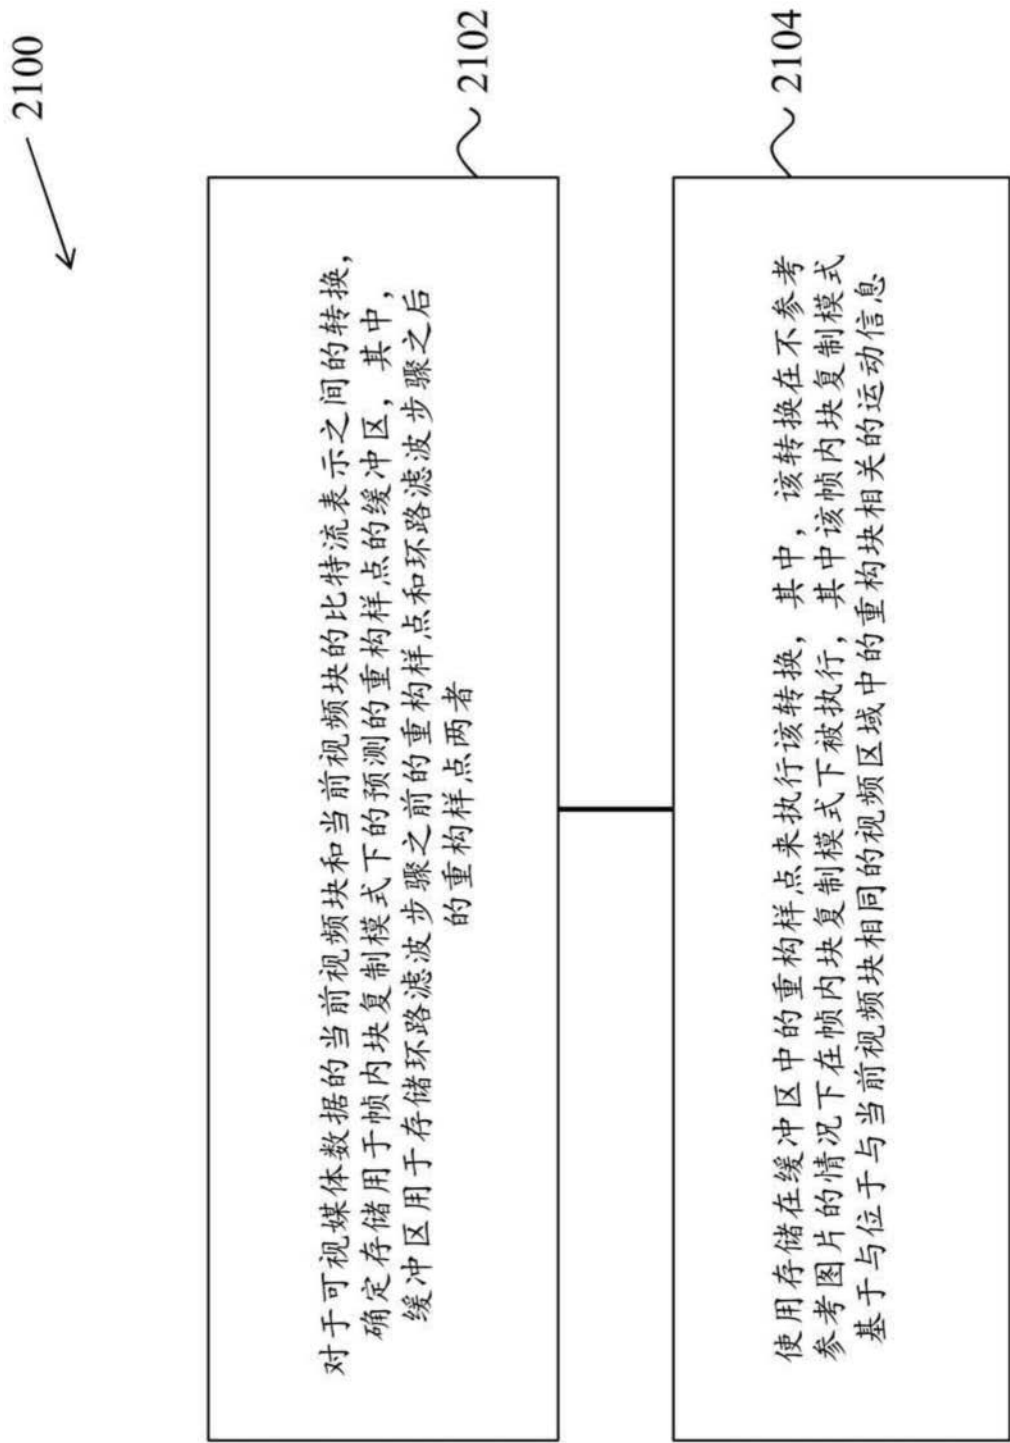 2100
对于可视媒体数据的当前视频块和当前视频块的比特流表示之间的转换，
确定存储用于帧内块复制模式下的预测的重构样点的缓冲区，其中，
缓冲区用于存储环路滤波步骤之前的重构样点和环路滤波步骤之后
的重构样点两者
2102
使用存储在缓冲区中的重构样点来执行该转换，其中，该转换在不参考
参考图片的情况下在帧内块复制模式下被执行，其中该帧内块复制模式
基于与位于与当前视频块相同的视频区域中的重构块相关的运动信息
2104